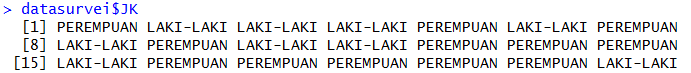 > datasurvei$JK
[1] PEREMPUAN LAKI-LAKI LAKI-LAKI LAKI-LAKI PEREMPUAN LAKI-LAKI PEREMPUAN
[8] LAKI-LAKI PEREMPUAN LAKI-LAKI LAKI-LAKI PEREMPUAN PEREMPUAN PEREMPUAN
[15] LAKI-LAKI PEREMPUAN PEREMPUAN PEREMPUAN PEREMPUAN PEREMPUAN LAKI-LAKI